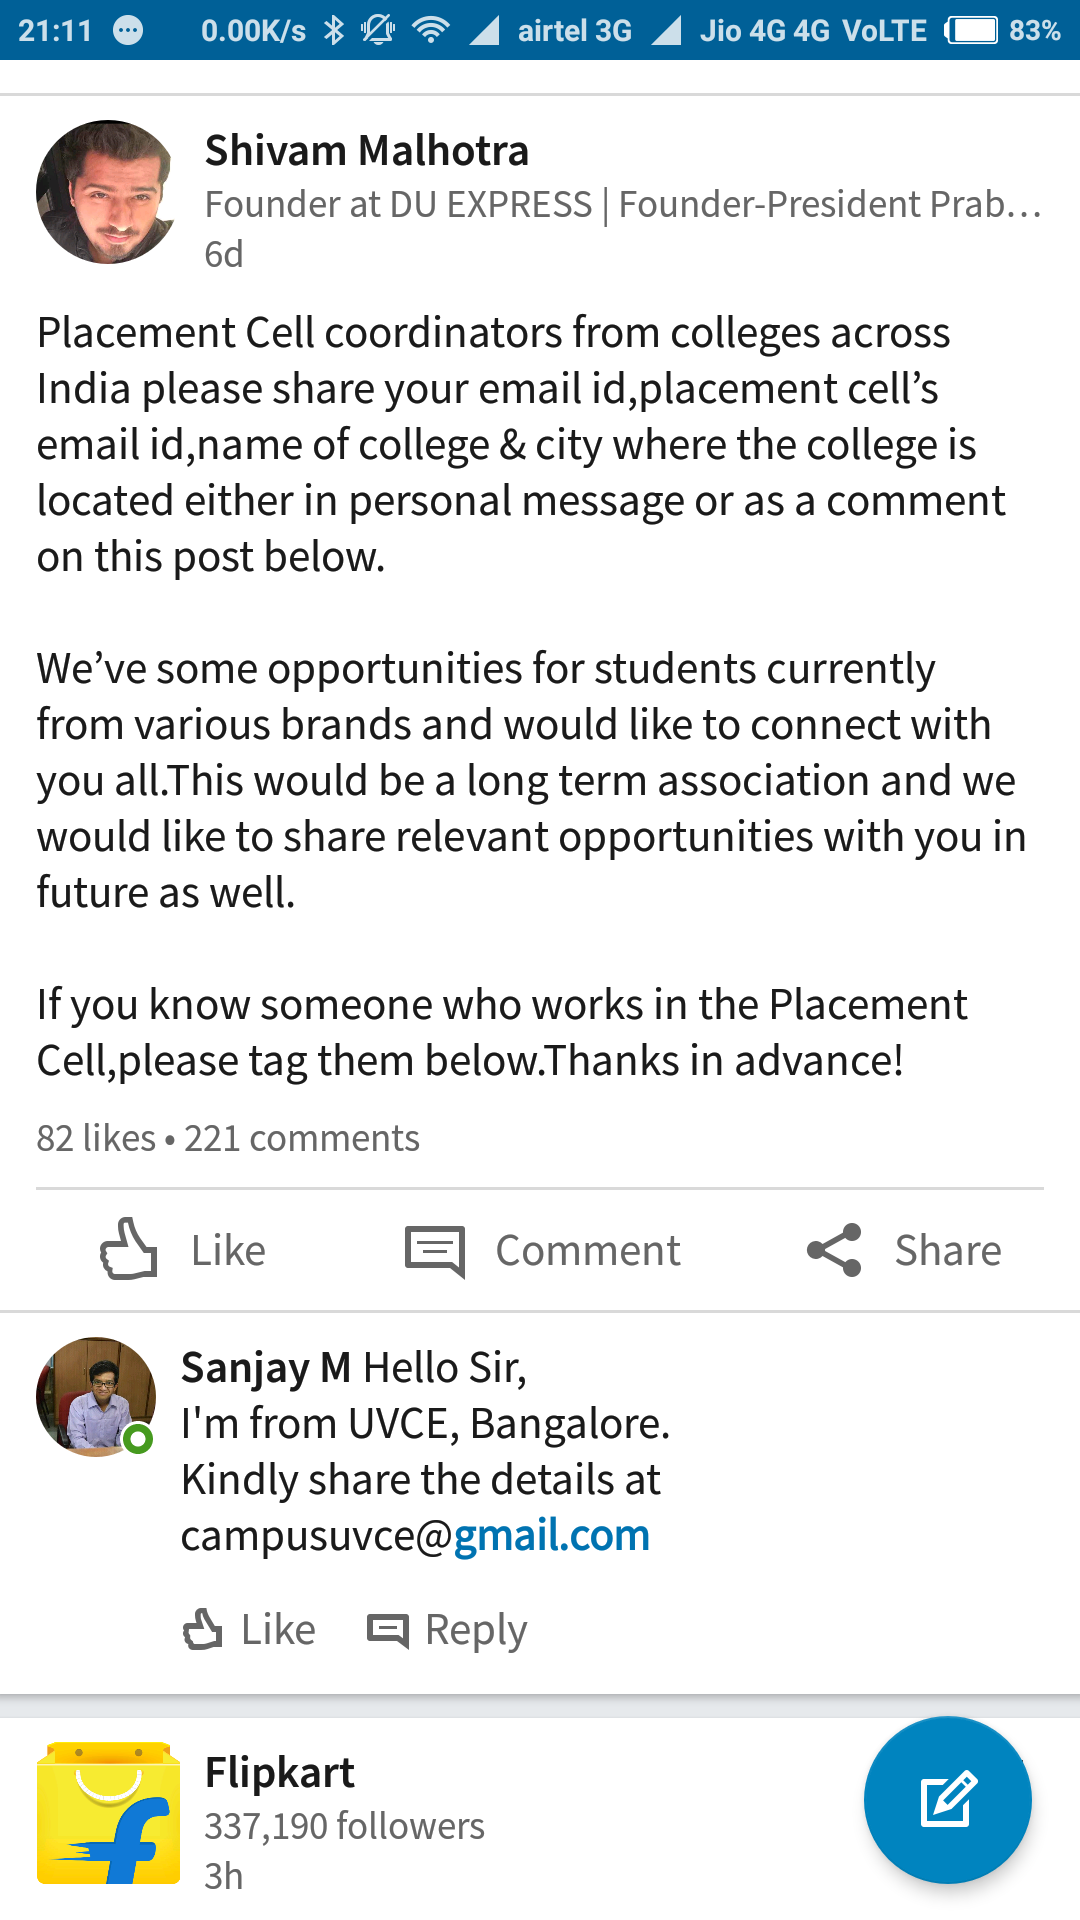 21:11 0.00K/s airtel 3G Jio 4G 4G VoLTE 83%
Shivam Malhotra
Founder at DU EXPRESS | Founder-President Prab...
6d
Placement Cell coordinators from colleges across
India please share your email id,placement cell’s
email id,name of college & city where the college is
located either in personal message or as a comment
on this post below.
We’ve some opportunities for students currently
from various brands and would like to connect with
you all.This would be a long term association and we
would like to share relevant opportunities with you in
future as well.
If you know someone who works in the Placement
Cell,please tag them below.Thanks in advance!
82 likes • 221 comments
Like Comment Share
Sanjay M Hello Sir,
I'm from UVCE, Bangalore.
Kindly share the details at
campusuvce@gmail.com
Like Reply
Flipkart
337,190 followers
3h